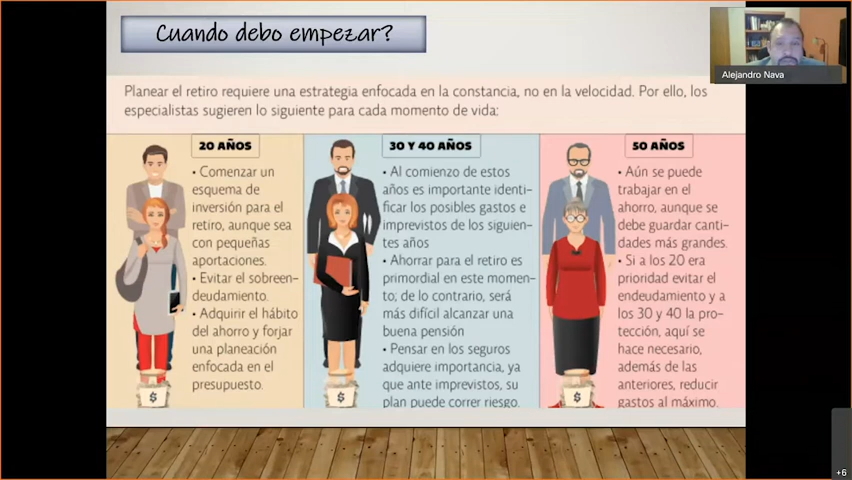 Cuando debo empezar?
Alejandro Nava
Planear el retiro requiere una estrategia enfocada en la constancia, no en la velocidad. Por ello, los
especialistas sugieren lo siguiente para cada momento de vida:
20 AÑOS
• Comenzar un
esquema de
inversión para el
retiro, aunque sea
con pequeñas
aportaciones.
• Evitar el sobreen-
deudamiento.
• Adquirir el hábito
del ahorro y forjar
una planeación
enfocada en el
presupuesto.
$
30 Y 40 AÑOS
• Al comienzo de estos
años es importante identi-
ficar los posibles gastos e
imprevistos de los siguien-
tes años
• Ahorrar para el retiro es
primordial en este momen-
to; de lo contrario, será
más difícil alcanzar una
buena pensión
• Pensar en los seguros
adquiere importancia, ya
que ante imprevistos, su
plan puede correr riesgo.
$
50 AÑOS
• Aún se puede
trabajar en el
ahorro, aunque se
debe guardar canti-
dades más grandes.
• Si a los 20 era
prioridad evitar el
endeudamiento y a
los 30 y 40 la pro-
tección, aquí se
hace necesario,
además de las
anteriores, reducir
gastos al máximo.
$
+6